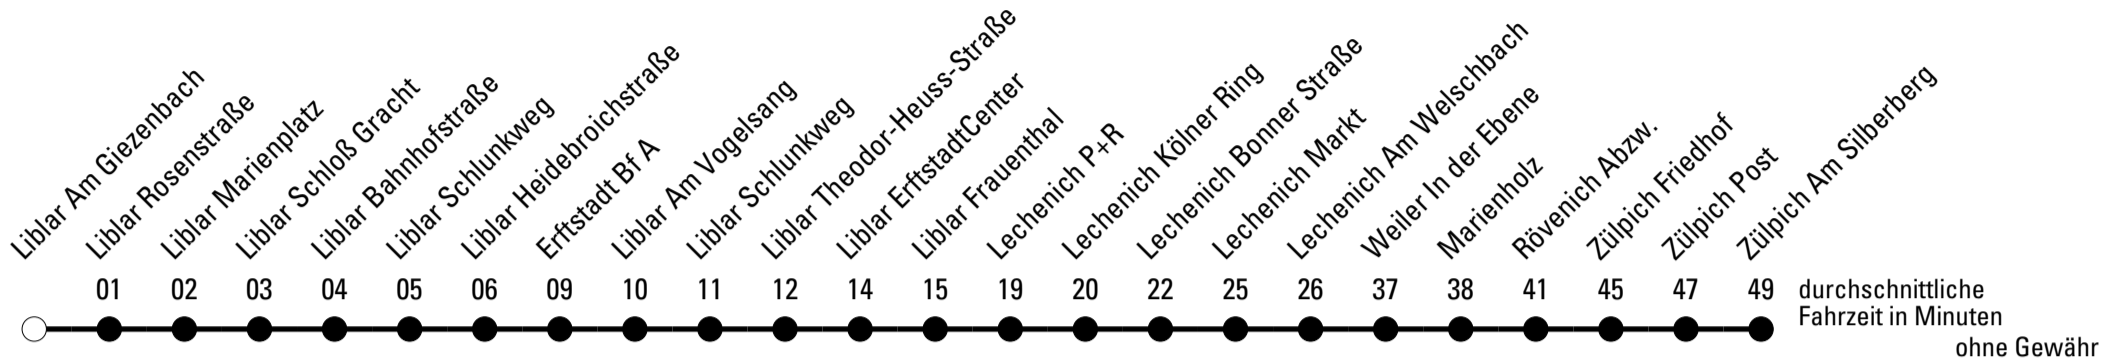 Liblar Am Giezenbach
Liblar Rosenstraße
Liblar Marienplatz
Liblar Schloß Gracht
Liblar Bahnhofstraße
Liblar Schlunkweg
Liblar Heidebroichstraße
Erftstadt Bf A
Liblar Am Vogelsang
Liblar Schlunkweg
Liblar Theodor-Heuss-Straße
Liblar ErftstadtCenter
Liblar Frauenthal
Lechenich P+R
Lechenich Kölner Ring
Lechenich Bonner Straße
Lechenich Markt
Lechenich Am Welschbach
Weiler In der Ebene
Marienholz
Rövenich Abzw.
Zülpich Friedhof
Zülpich Post
Zülpich Am Silberberg
01 02 03 04 05 06 09 10 11 12 14 15 19 20 22 25 26 37 38 41 45 47 49
durchschnittliche
Fahrzeit in Minuten
ohne Gewähr